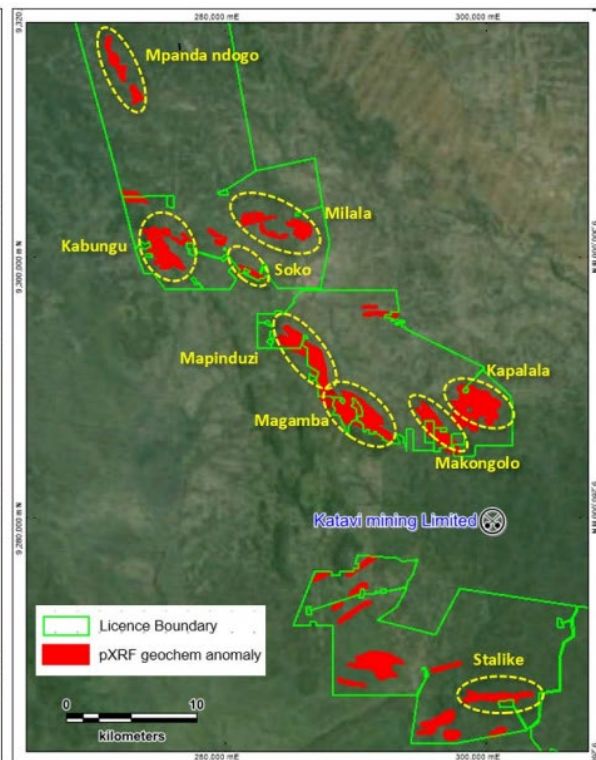 280,000 mE
300,000 mE
9,320
Mpanda ndogo
Milala
Kabungu
Soko
9,300,000 m N
Mapinduzi
Kapalala
Magamba
Makongolo
Katavi mining Limited
9,280,000 m N
Licence Boundary
pXRF geochem anomaly
Stalike
0
10
kilometers
280,000 mE
300,000 mE